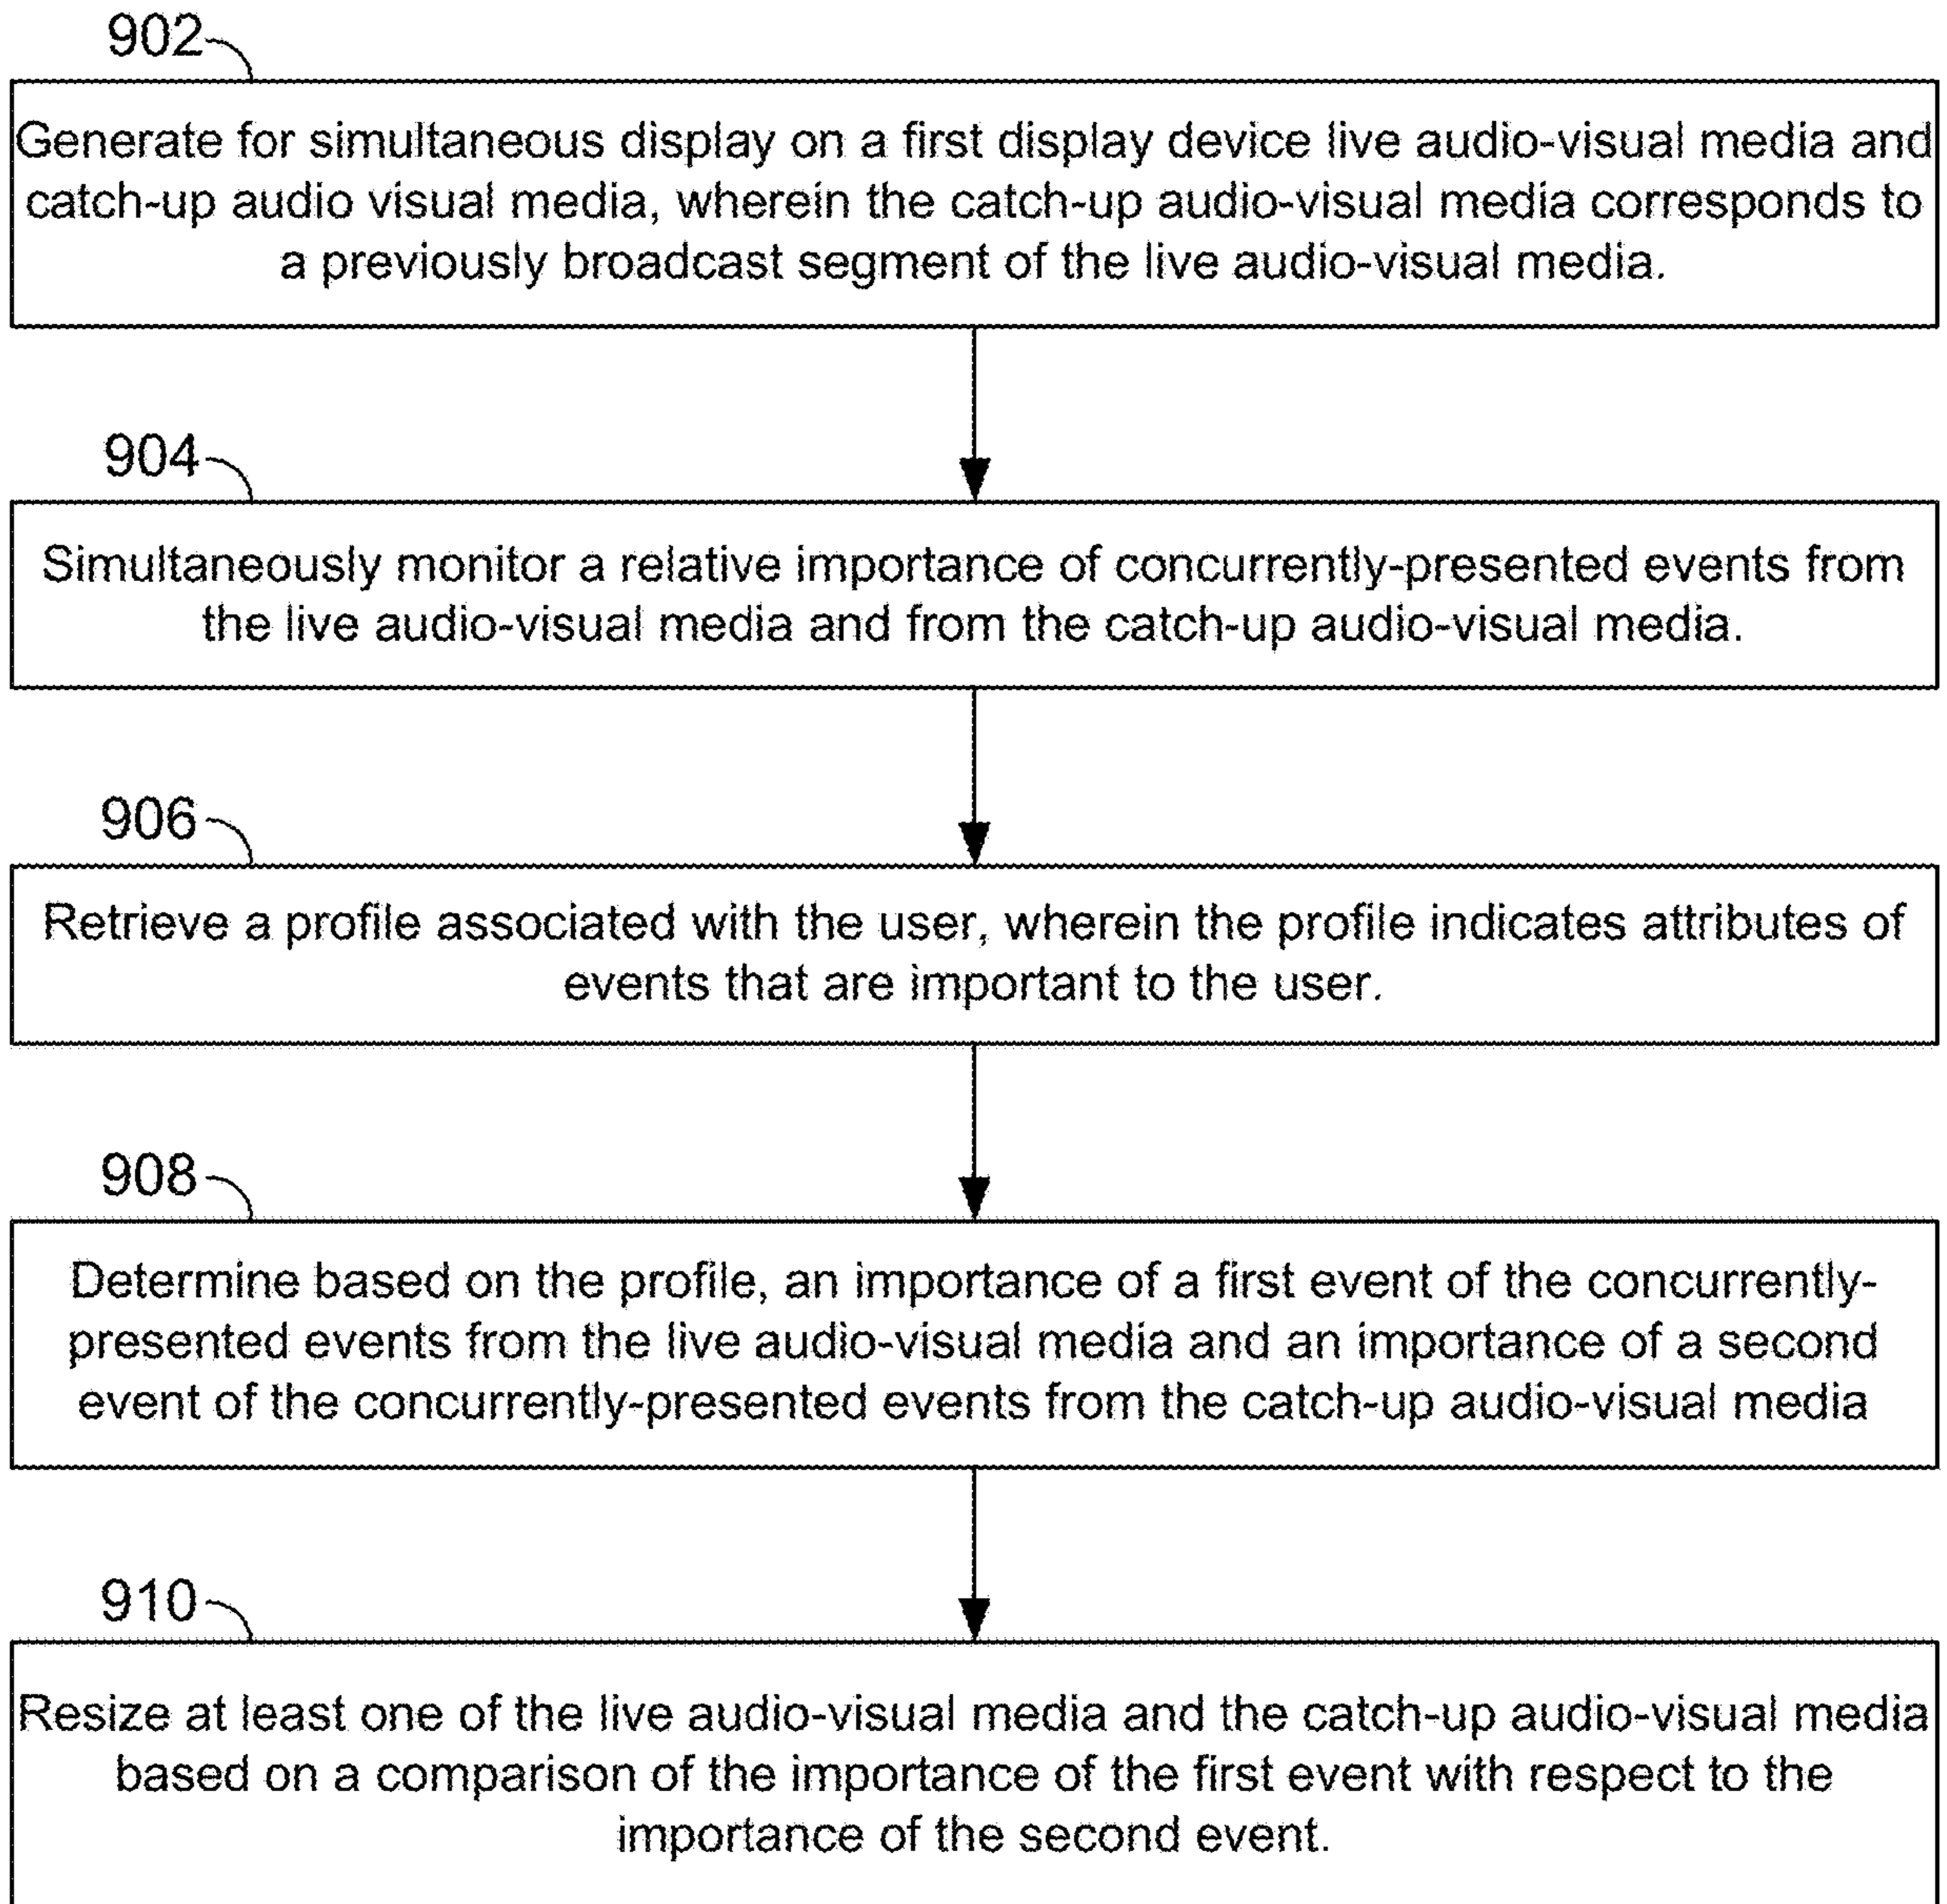 902
Generate for simultaneous display on a first display device live audio-visual media and
catch-up audio visual media, wherein the catch-up audio-visual media corresponds to
a previously broadcast segment of the live audio-visual media.
904
Simultaneously monitor a relative importance of concurrently-presented events from
the live audio-visual media and from the catch-up audio-visual media.
906
Retrieve a profile associated with the user, wherein the profile indicates attributes of
events that are important to the user.
908
Determine based on the profile, an importance of a first event of the concurrently-
presented events from the live audio-visual media and an importance of a second
event of the concurrently-presented events from the catch-up audio-visual media
910
Resize at least one of the live audio-visual media and the catch-up audio-visual media
based on a comparison of the importance of the first event with respect to the
importance of the second event.